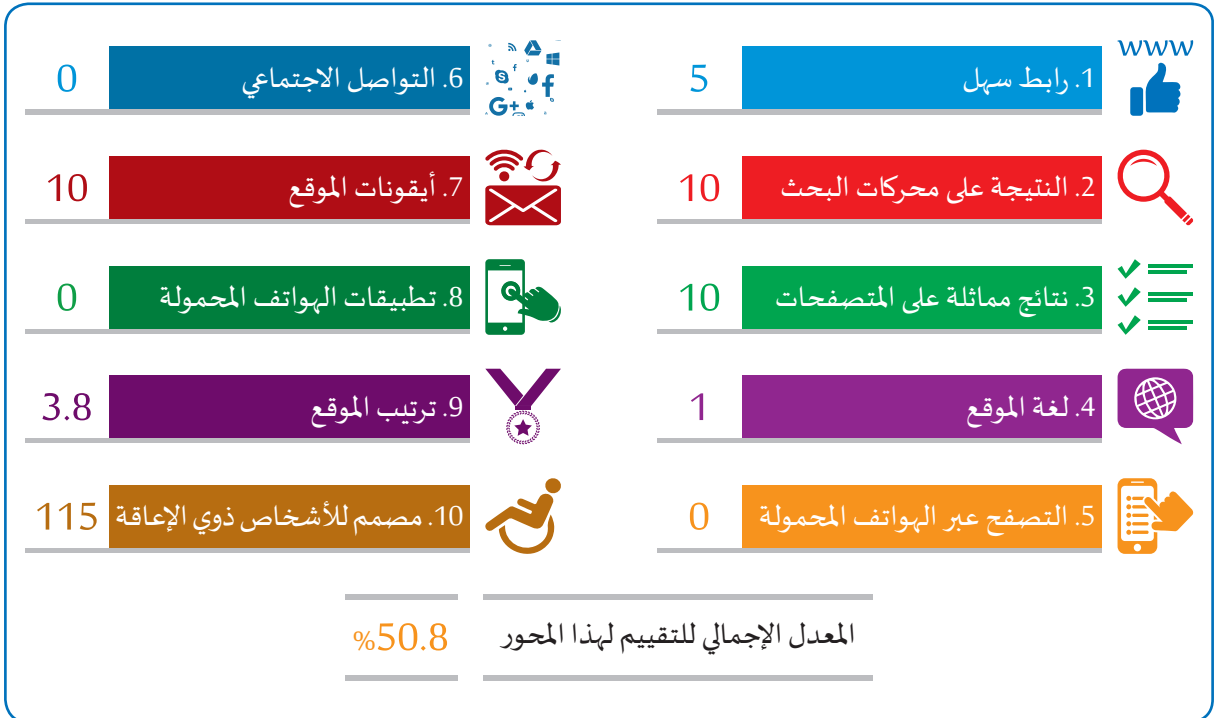 www
1. رابط سهل 5
2. النتيجة على محركات البحث 10
3. نتائج مماثلة على المتصفحات 10
4. لغة الموقع 1
5. التصفح عبر الهواتف المحمولة 0
6. التواصل الاجتماعي 0
7. أيقونات الموقع 10
8. تطبيقات الهواتف المحمولة 0
9. ترتيب الموقع 3.8
10. مصمم للأشخاص ذوي الإعاقة 115
المعدل الإجمالي للتقييم لهذا المحور %50.8